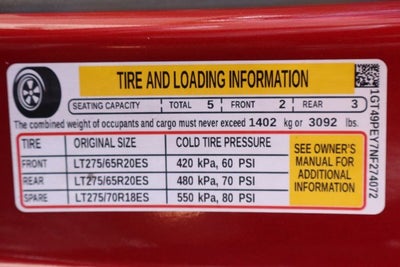 TIRE AND LOADING INFORMATION
SEATING CAPACITY TOTAL 5 FRONT 2 REAR 3
The combined weight of occupants and cargo must never exceed 1402 kg or 3092 lbs.
TIRE ORIGINAL SIZE COLD TIRE PRESSURE
FRONT LT275/65R20ES 420 kPa, 60 PSI
REAR LT275/65R20ES 480 kPa, 70 PSI
SPARE LT275/70R18ES 550 kPa, 80 PSI
SEE OWNER'S
MANUAL FOR
ADDITIONAL
INFORMATION
1GT49PEY7NF274072